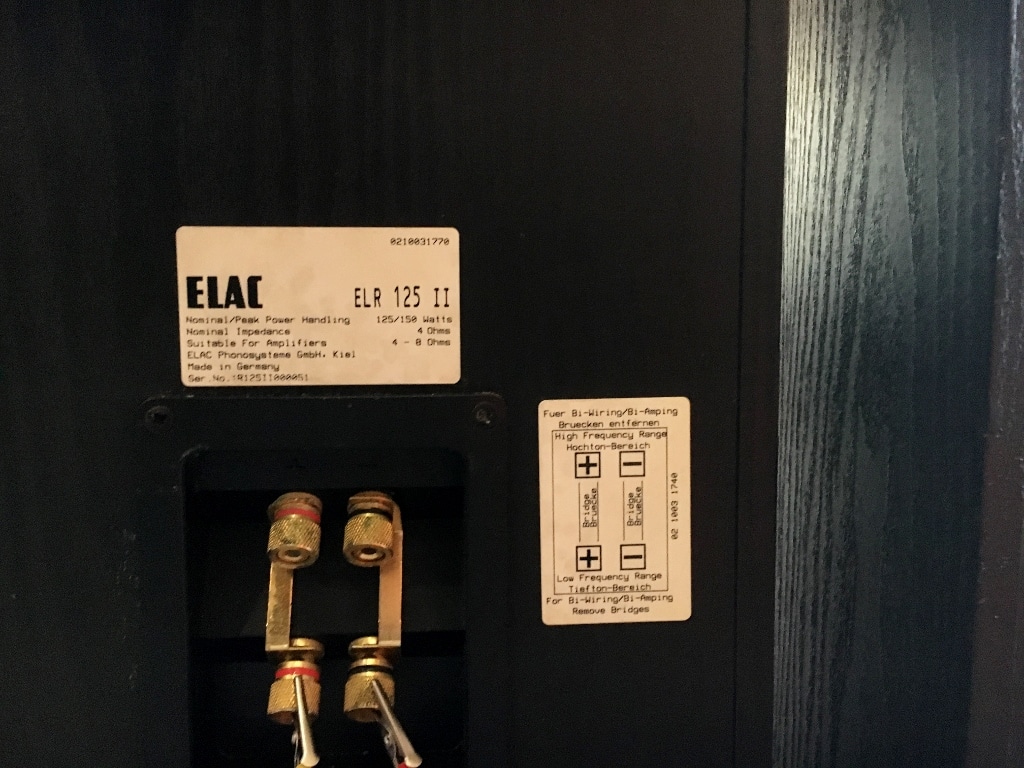 0210031770
ELAC ELR 125 II
Nominal/Peak Power Handling 125/150 Watts
Nominal Impedance 4 Ohms
Suitable For Amplifiers 4 - 8 Ohms
ELAC Phonosysteme GmbH. Kiel
Made in Germany
Ser.No.:R125II000051
Fuer Bi-Wiring/Bi-Amping
Bruecken entfernen
High Frequency Range
Hochton-Bereich
+ −
Bridge
Bruecke
Bridge
Bruecke
+ −
Low Frequency Range
Tiefton-Bereich
For Bi-Wiring/Bi-Amping
Remove Bridges
02 1003 1740